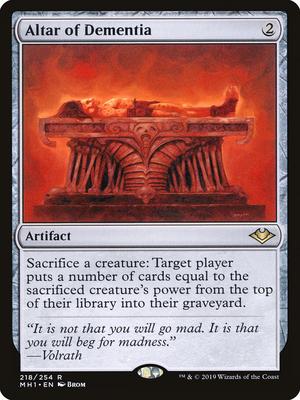 Altar of Dementia 2
Artifact
Sacrifice a creature: Target player
puts a number of cards equal to the
sacrificed creature's power from the top
of their library into their graveyard.
"It is not that you will go mad. It is that
you will beg for madness."
—Volrath
218/254 R
MH1 • EN Brom
™ & © 2019 Wizards of the Coast